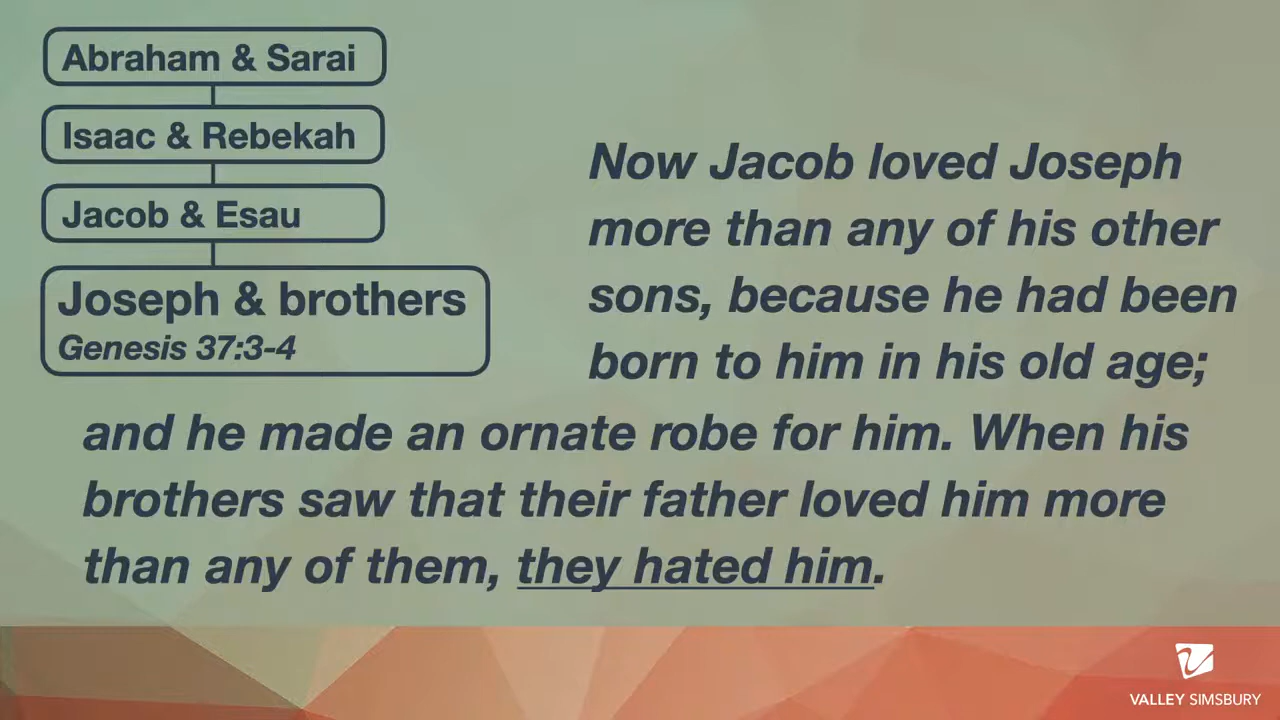 Abraham & Sarai
Isaac & Rebekah
Jacob & Esau
Joseph & brothers
Genesis 37:3-4
Now Jacob loved Joseph
more than any of his other
sons, because he had been
born to him in his old age;
and he made an ornate robe for him. When his
brothers saw that their father loved him more
than any of them, they hated him.
VALLEY SIMSBURY